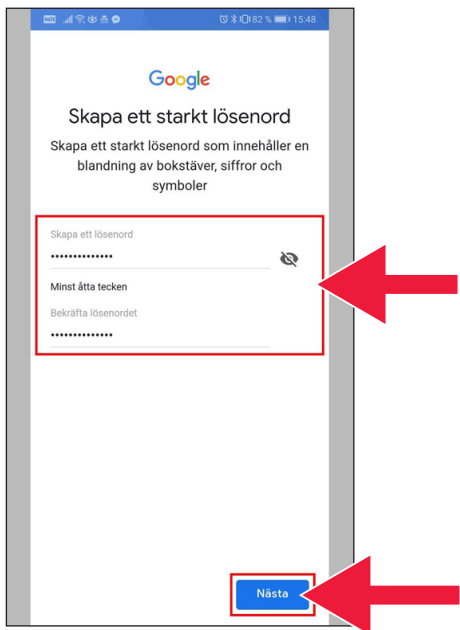 82 % 15:48
Google
Skapa ett starkt lösenord
Skapa ett starkt lösenord som innehåller en
blandning av bokstäver, siffror och
symboler
Skapa ett lösenord
••••••••••••••
Minst åtta tecken
Bekräfta lösenordet
••••••••••••••
Nästa